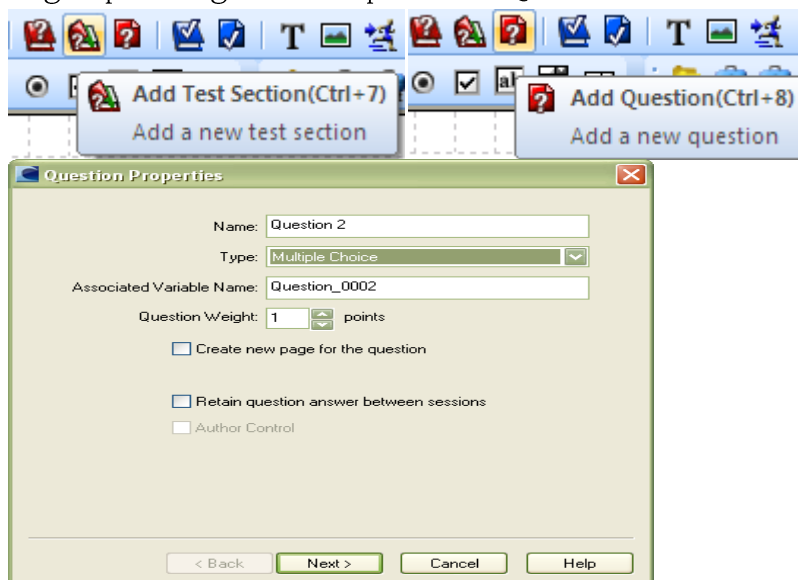 Add Test Section(Ctrl+7)
Add a new test section
Add Question(Ctrl+8)
Add a new question
Question Properties
Name: Question 2
Type: Multiple Choice
Associated Variable Name: Question_0002
Question Weight: 1 points
Create new page for the question
Retain question answer between sessions
Author Control
< Back Next > Cancel Help